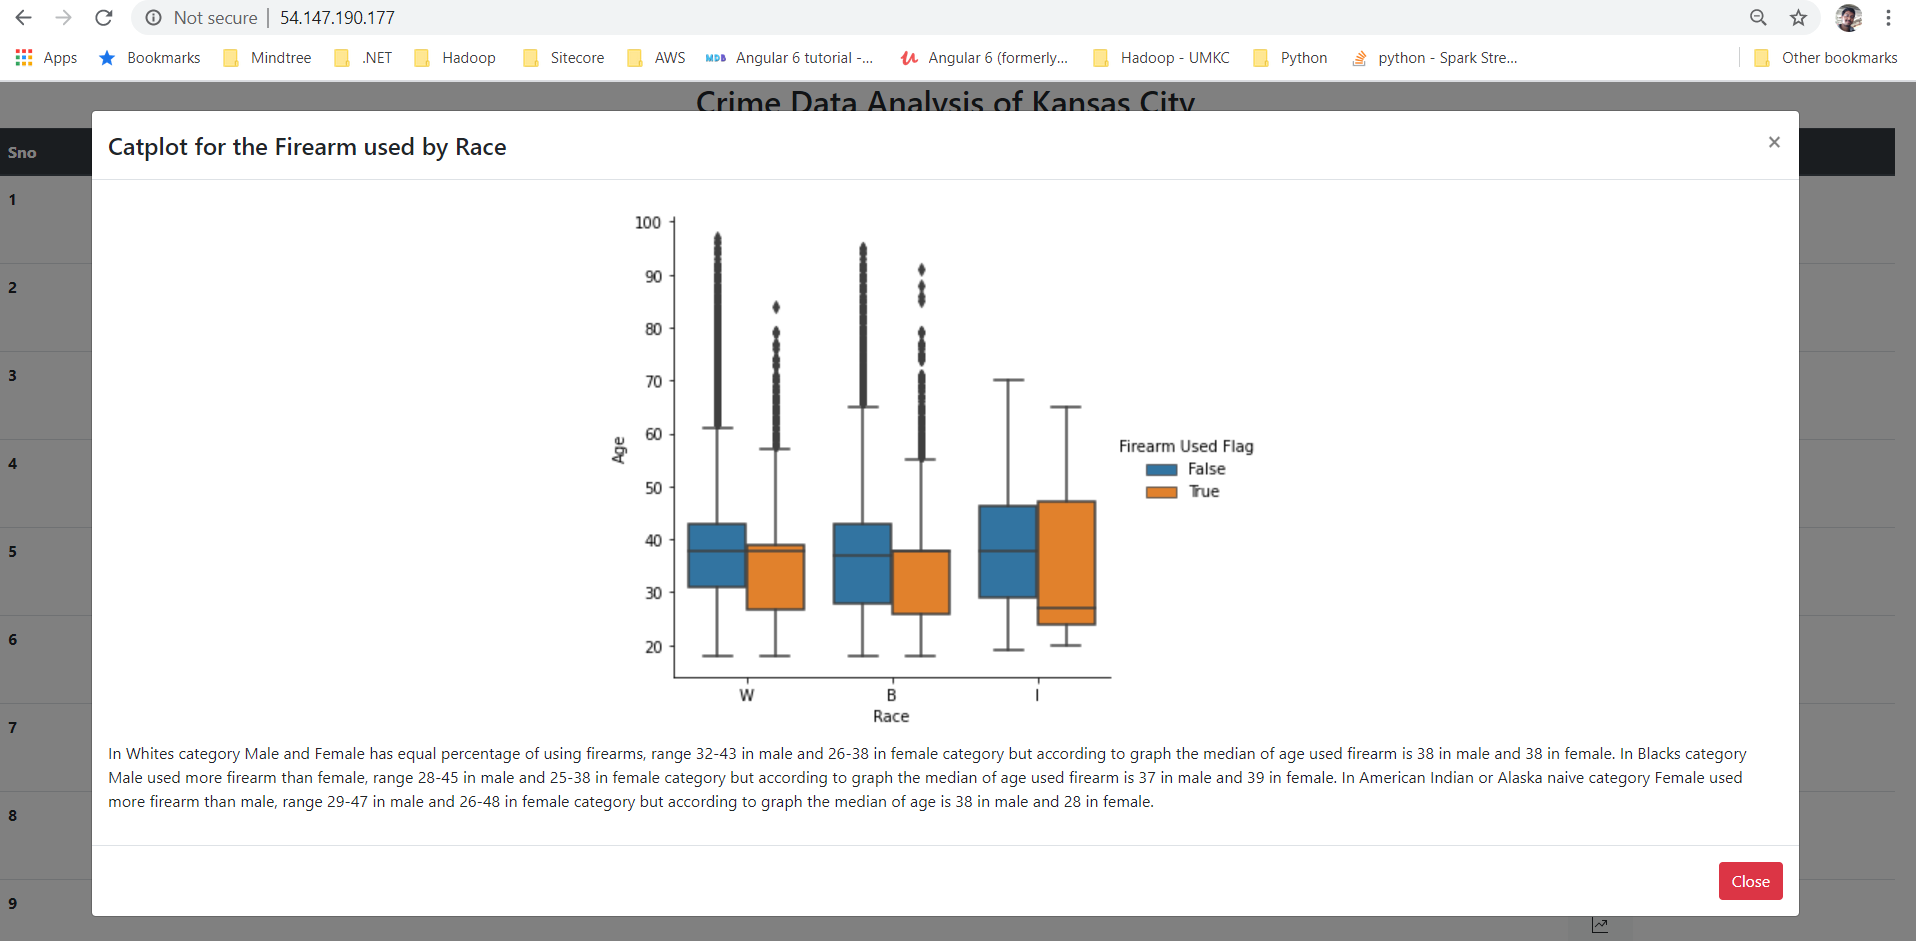 Not secure | 54.147.190.177
Apps Bookmarks Mindtree .NET Hadoop Sitecore AWS MDB Angular 6 tutorial -... Angular 6 (formerly... Hadoop - UMKC Python python - Spark Stre... Other bookmarks
Crime Data Analysis of Kansas City
Sno
1
2
3
4
5
6
7
8
9
Catplot for the Firearm used by Race
×
100
90
80
70
60
50
40
30
20
Age
W B I
Race
Firearm Used Flag
False
True
In Whites category Male and Female has equal percentage of using firearms, range 32-43 in male and 26-38 in female category but according to graph the median of age used firearm is 38 in male and 38 in female. In Blacks category
Male used more firearm than female, range 28-45 in male and 25-38 in female category but according to graph the median of age used firearm is 37 in male and 39 in female. In American Indian or Alaska naive category Female used
more firearm than male, range 29-47 in male and 26-48 in female category but according to graph the median of age is 38 in male and 28 in female.
Close